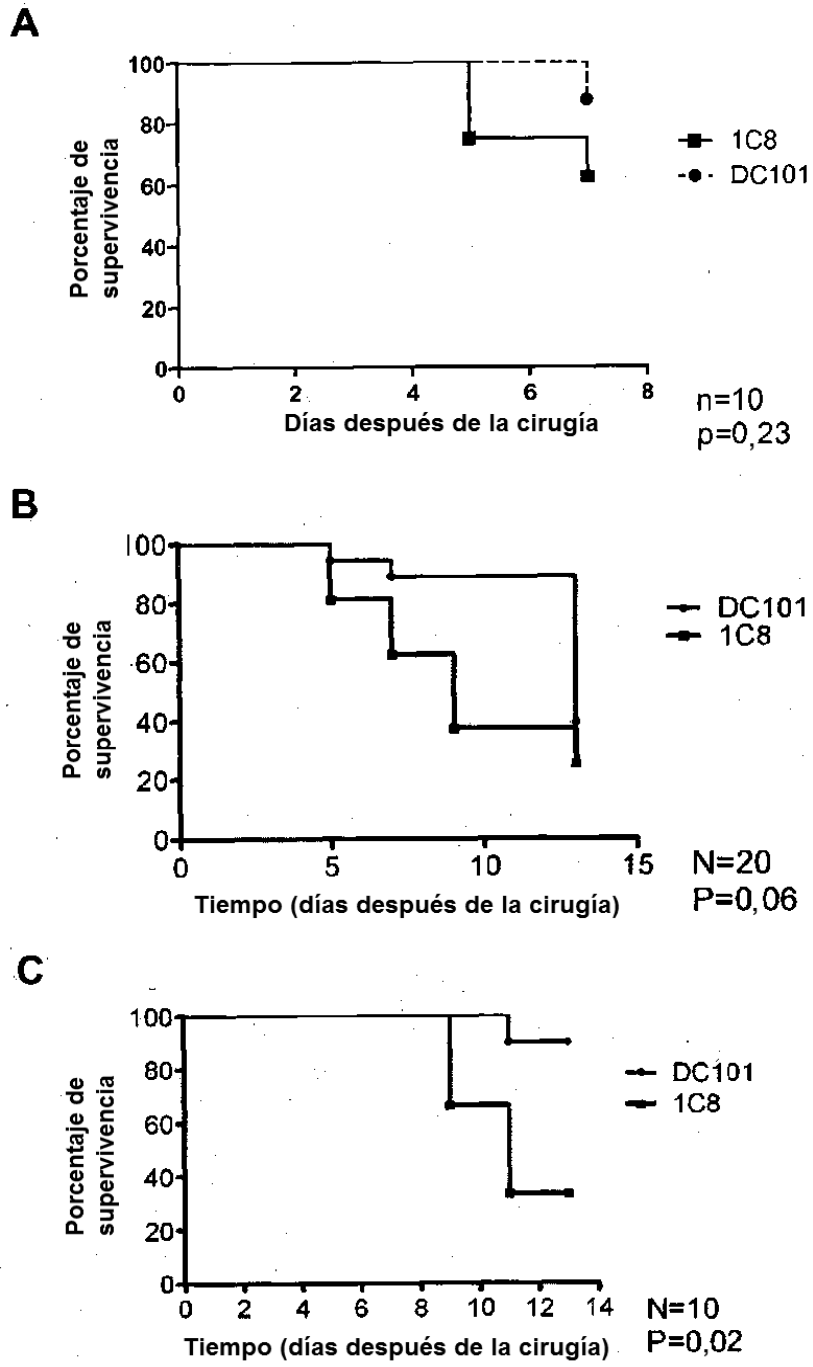 A
100
80
60
40
20
0
Porcentaje de
supervivencia
0 2 4 6 8
Días después de la cirugía
1C8
DC101
n=10
p=0,23
B
100
80
60
40
20
0
Porcentaje de
supervivencia
0 5 10 15
Tiempo (días después de la cirugía)
DC101
1C8
N=20
P=0,06
C
100
80
60
40
20
0
Porcentaje de
supervivencia
0 2 4 6 8 10 12 14
Tiempo (días después de la cirugía)
DC101
1C8
N=10
P=0,02